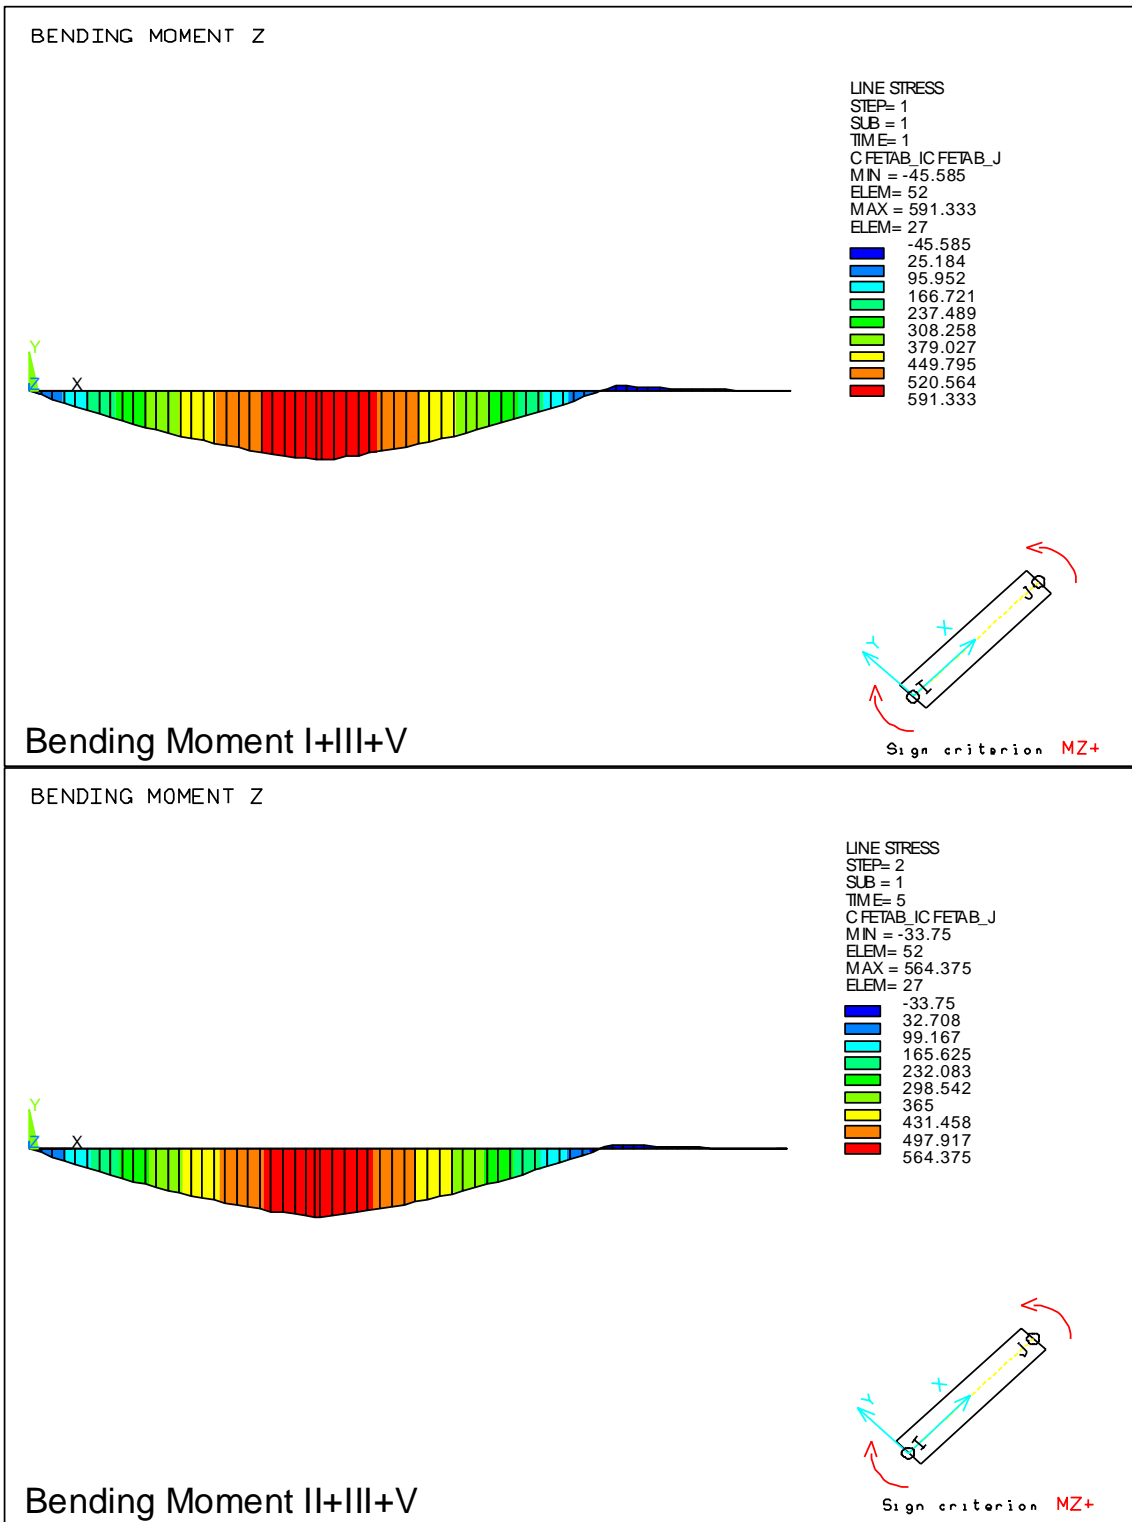 BENDING MOMENT Z
LINE STRESS
STEP= 1
SUB = 1
TIME= 1
CFETAB_ICFETAB_J
MIN = -45.585
ELEM= 52
MAX = 591.333
ELEM= 27
-45.585
25.184
95.952
166.721
237.489
308.258
379.027
449.795
520.564
591.333
Y
Z X
J
X
Y
I
Sign criterion MZ+
Bending Moment I+III+V
BENDING MOMENT Z
LINE STRESS
STEP= 2
SUB = 1
TIME= 5
CFETAB_ICFETAB_J
MIN = -33.75
ELEM= 52
MAX = 564.375
ELEM= 27
-33.75
32.708
99.167
165.625
232.083
298.542
365
431.458
497.917
564.375
Y
Z X
J
X
Y
I
Sign criterion MZ+
Bending Moment II+III+V